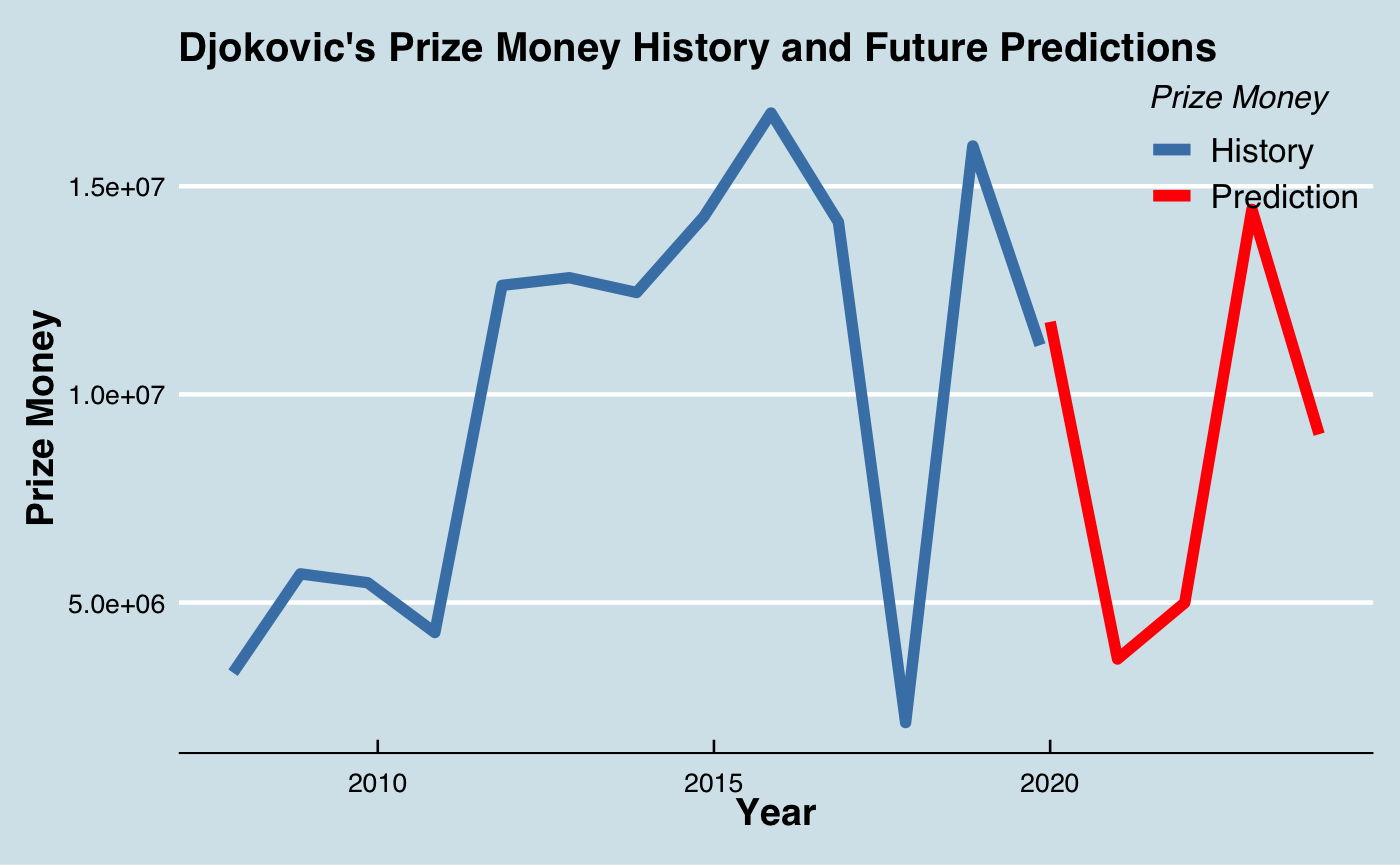 Djokovic's Prize Money History and Future Predictions
Prize Money
History
Prediction
Prize Money
1.5e+07
1.0e+07
5.0e+06
2010
2015
2020
Year